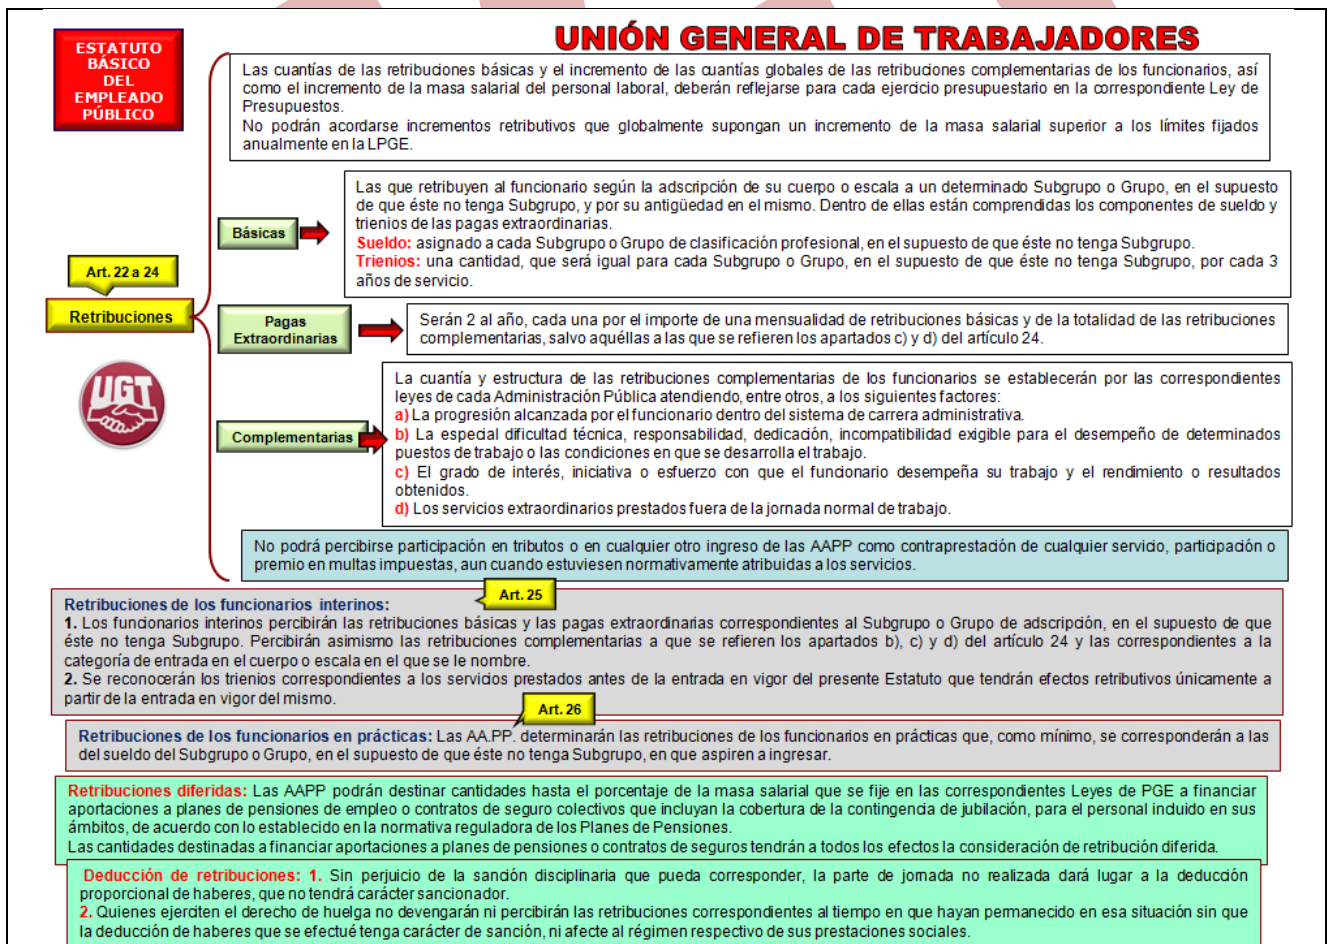 UNIÓN GENERAL DE TRABAJADORES
ESTATUTO
BÁSICO
DEL
EMPLEADO
PÚBLICO
Las cuantías de las retribuciones básicas y el incremento de las cuantías globales de las retribuciones complementarias de los funcionarios, así
como el incremento de la masa salarial del personal laboral, deberán reflejarse para cada ejercicio presupuestario en la correspondiente Ley de
Presupuestos.
No podrán acordarse incrementos retributivos que globalmente supongan un incremento de la masa salarial superior a los límites fijados
anualmente en la LPGE.
Art. 22 a 24
Retribuciones
UGT
Básicas
Las que retribuyen al funcionario según la adscripción de su cuerpo o escala a un determinado Subgrupo o Grupo, en el supuesto
de que éste no tenga Subgrupo, y por su antigüedad en el mismo. Dentro de ellas están comprendidas los componentes de sueldo y
trienios de las pagas extraordinarias.
Sueldo: asignado a cada Subgrupo o Grupo de clasificación profesional, en el supuesto de que éste no tenga Subgrupo.
Trienios: una cantidad, que será igual para cada Subgrupo o Grupo, en el supuesto de que éste no tenga Subgrupo, por cada 3
años de servicio.
Pagas
Extraordinarias
Serán 2 al año, cada una por el importe de una mensualidad de retribuciones básicas y de la totalidad de las retribuciones
complementarias, salvo aquéllas a las que se refieren los apartados c) y d) del artículo 24.
Complementarias
La cuantía y estructura de las retribuciones complementarias de los funcionarios se establecerán por las correspondientes
leyes de cada Administración Pública atendiendo, entre otros, a los siguientes factores:
a) La progresión alcanzada por el funcionario dentro del sistema de carrera administrativa.
b) La especial dificultad técnica, responsabilidad, dedicación, incompatibilidad exigible para el desempeño de determinados
puestos de trabajo o las condiciones en que se desarrolla el trabajo.
c) El grado de interés, iniciativa o esfuerzo con que el funcionario desempeña su trabajo y el rendimiento o resultados
obtenidos.
d) Los servicios extraordinarios prestados fuera de la jornada normal de trabajo.
No podrá percibirse participación en tributos o en cualquier otro ingreso de las AAPP como contraprestación de cualquier servicio, participación o
premio en multas impuestas, aun cuando estuviesen normativamente atribuidas a los servicios.
Art. 25
Retribuciones de los funcionarios interinos:
1. Los funcionarios interinos percibirán las retribuciones básicas y las pagas extraordinarias correspondientes al Subgrupo o Grupo de adscripción, en el supuesto de que
éste no tenga Subgrupo. Percibirán asimismo las retribuciones complementarias a que se refieren los apartados b), c) y d) del artículo 24 y las correspondientes a la
categoría de entrada en el cuerpo o escala en el que se le nombre.
2. Se reconocerán los trienios correspondientes a los servicios prestados antes de la entrada en vigor del presente Estatuto que tendrán efectos retributivos únicamente a
partir de la entrada en vigor del mismo.
Art. 26
Retribuciones de los funcionarios en prácticas: Las AA.PP. determinarán las retribuciones de los funcionarios en prácticas que, como mínimo, se corresponderán a las
del sueldo del Subgrupo o Grupo, en el supuesto de que éste no tenga Subgrupo, en que aspiren a ingresar.
Retribuciones diferidas: Las AAPP podrán destinar cantidades hasta el porcentaje de la masa salarial que se fije en las correspondientes Leyes de PGE a financiar
aportaciones a planes de pensiones de empleo o contratos de seguro colectivos que incluyan la cobertura de la contingencia de jubilación, para el personal incluido en sus
ámbitos, de acuerdo con lo establecido en la normativa reguladora de los Planes de Pensiones.
Las cantidades destinadas a financiar aportaciones a planes de pensiones o contratos de seguros tendrán a todos los efectos la consideración de retribución diferida.
Deducción de retribuciones: 1. Sin perjuicio de la sanción disciplinaria que pueda corresponder, la parte de jornada no realizada dará lugar a la deducción
proporcional de haberes, que no tendrá carácter sancionador.
2. Quienes ejerciten el derecho de huelga no devengarán ni percibirán las retribuciones correspondientes al tiempo en que hayan permanecido en esa situación sin que
la deducción de haberes que se efectué tenga carácter de sanción, ni afecte al régimen respectivo de sus prestaciones sociales.